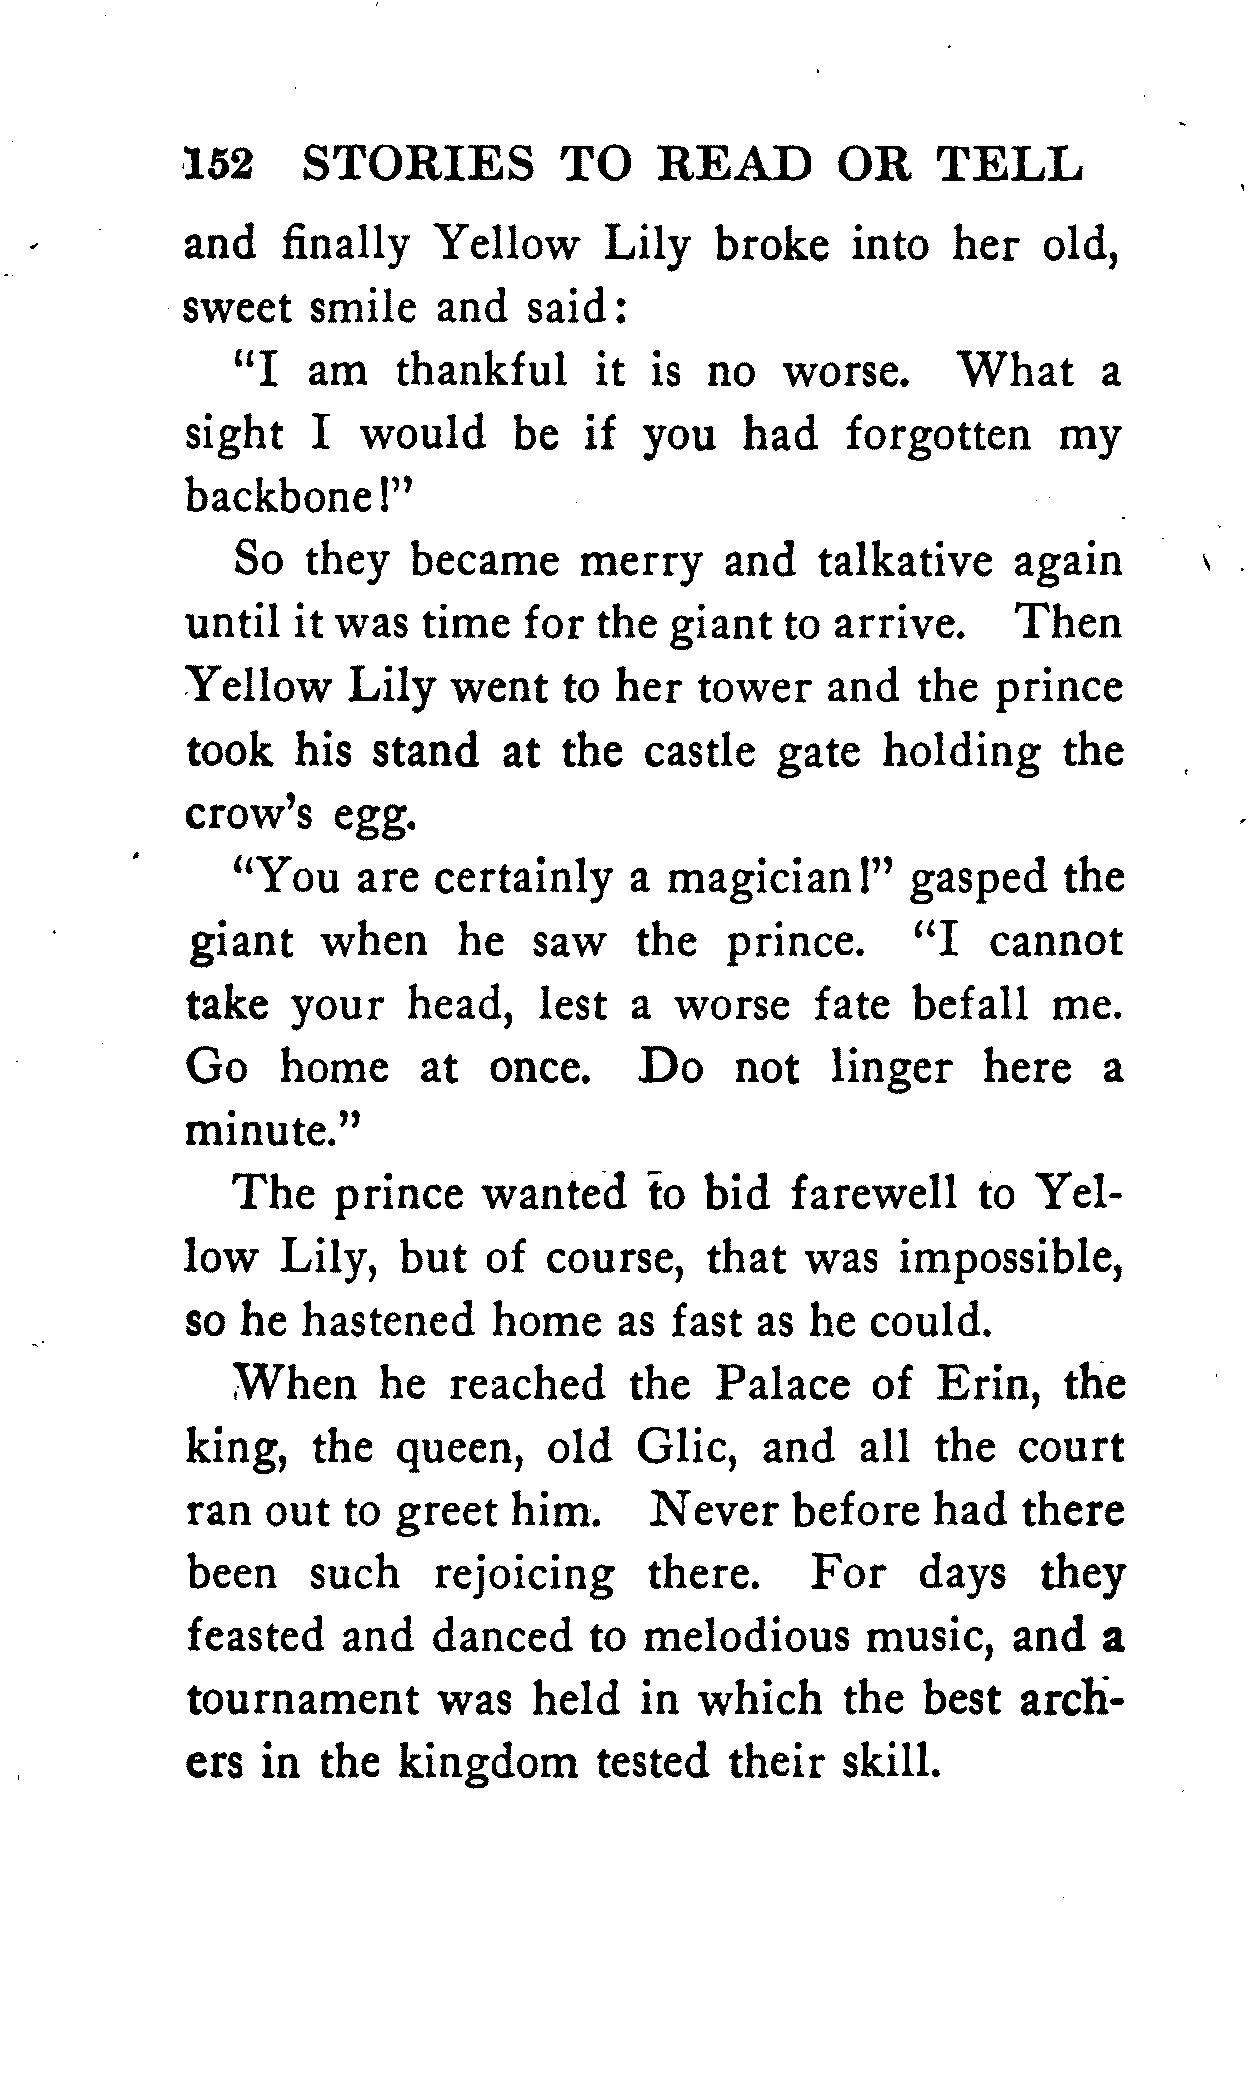 152 STORIES TO READ OR TELL
and finally Yellow Lily broke into her old,
sweet smile and said:
"I am thankful it is no worse. What a
sight I would be if you had forgotten my
backbone!"
So they became merry and talkative again
until it was time for the giant to arrive. Then
Yellow Lily went to her tower and the prince
took his stand at the castle gate holding the
crow's egg.
"You are certainly a magician!" gasped the
giant when he saw the prince. "I cannot
take your head, lest a worse fate befall me.
Go home at once. Do not linger here a
minute."
The prince wanted to bid farewell to Yel-
low Lily, but of course, that was impossible,
so he hastened home as fast as he could.
When he reached the Palace of Erin, the
king, the queen, old Glic, and all the court
ran out to greet him. Never before had there
been such rejoicing there. For days they
feasted and danced to melodious music, and a
tournament was held in which the best arch-
ers in the kingdom tested their skill.